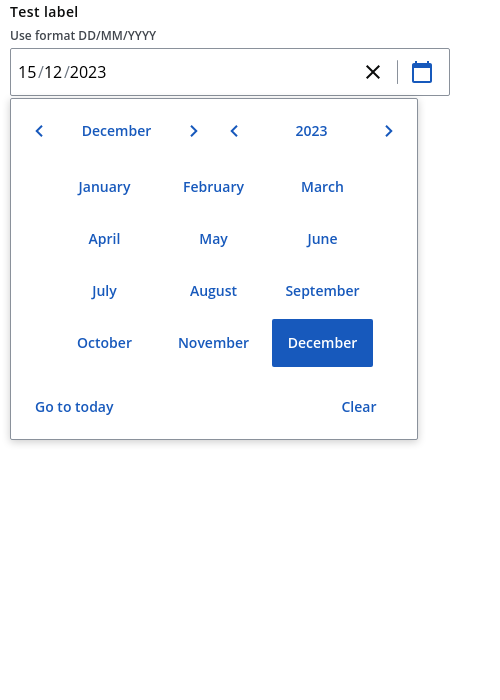 Test label
Use format DD/MM/YYYY
15/12/2023
December 2023
January February March
April May June
July August September
October November December
Go to today Clear